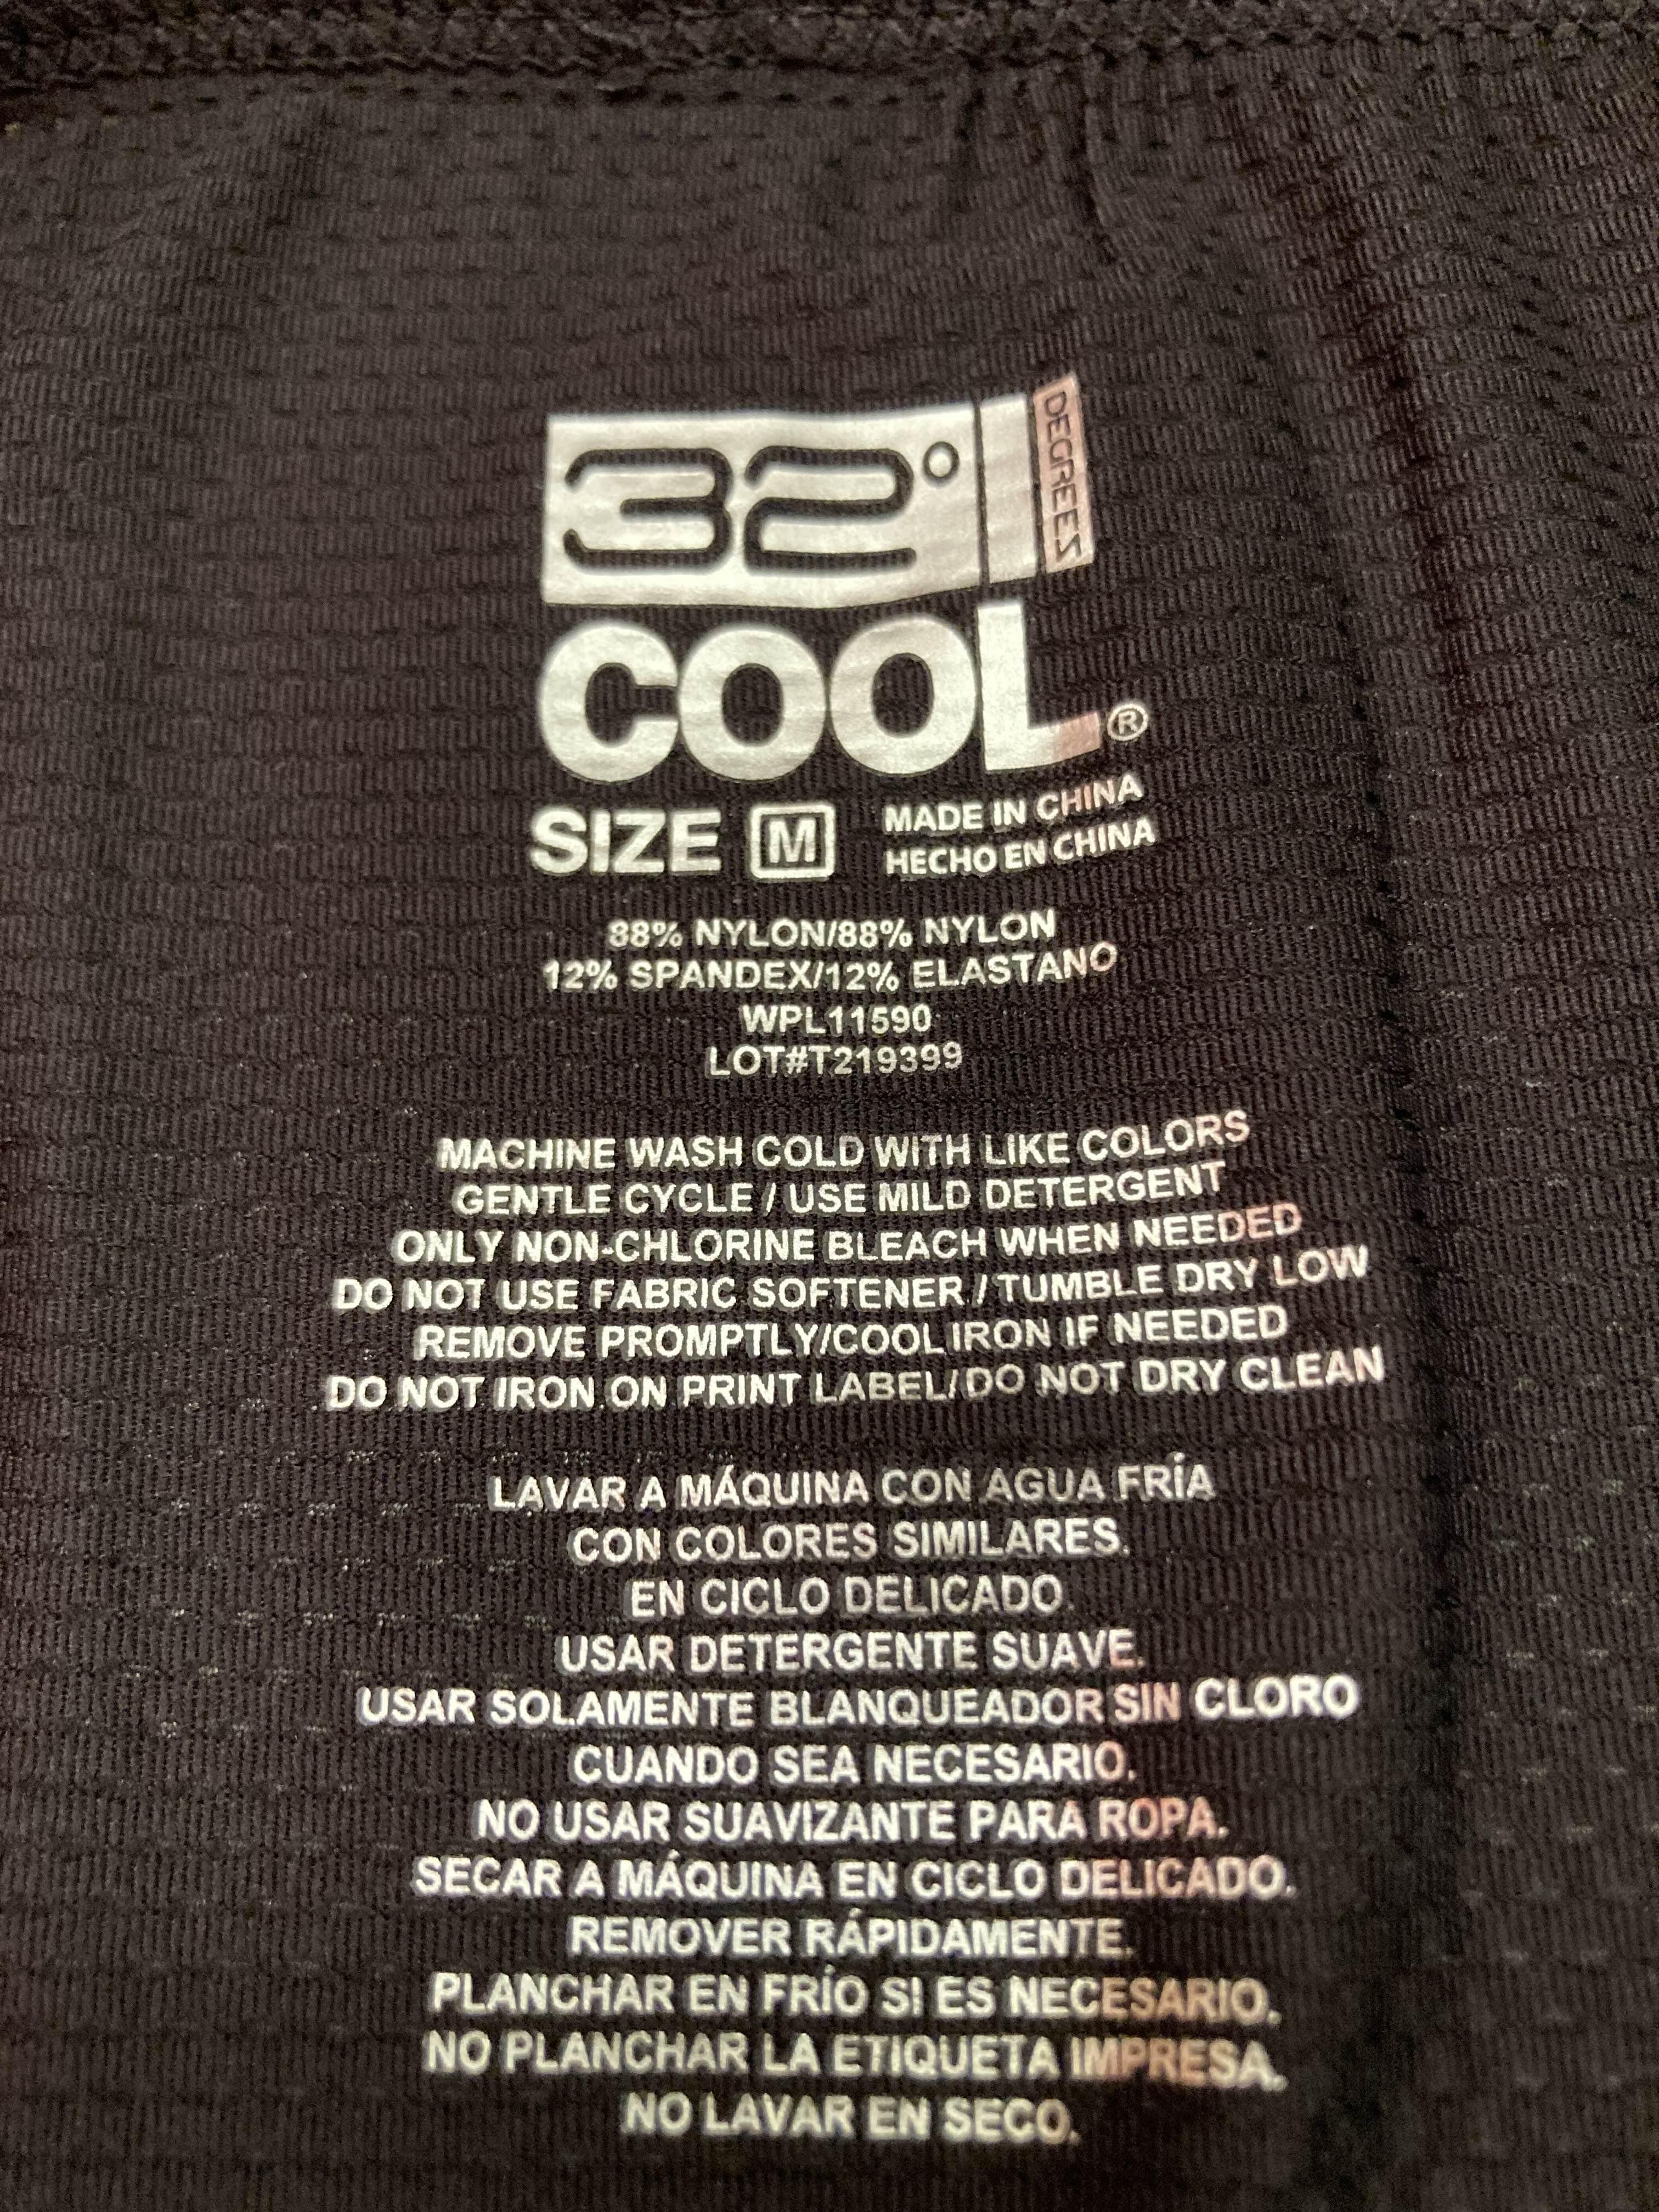 32°
DEGREES
COOL®
SIZE M
MADE IN CHINA
HECHO EN CHINA
88% NYLON/88% NYLON
12% SPANDEX/12% ELASTANO
WPL11590
LOT#T219399
MACHINE WASH COLD WITH LIKE COLORS
GENTLE CYCLE / USE MILD DETERGENT
ONLY NON-CHLORINE BLEACH WHEN NEEDED
DO NOT USE FABRIC SOFTENER / TUMBLE DRY LOW
REMOVE PROMPTLY/COOL IRON IF NEEDED
DO NOT IRON ON PRINT LABEL/DO NOT DRY CLEAN
LAVAR A MÁQUINA CON AGUA FRÍA
CON COLORES SIMILARES.
EN CICLO DELICADO.
USAR DETERGENTE SUAVE.
USAR SOLAMENTE BLANQUEADOR SIN CLORO
CUANDO SEA NECESARIO.
NO USAR SUAVIZANTE PARA ROPA.
SECAR A MÁQUINA EN CICLO DELICADO.
REMOVER RÁPIDAMENTE.
PLANCHAR EN FRÍO SI ES NECESARIO.
NO PLANCHAR LA ETIQUETA IMPRESA.
NO LAVAR EN SECO.